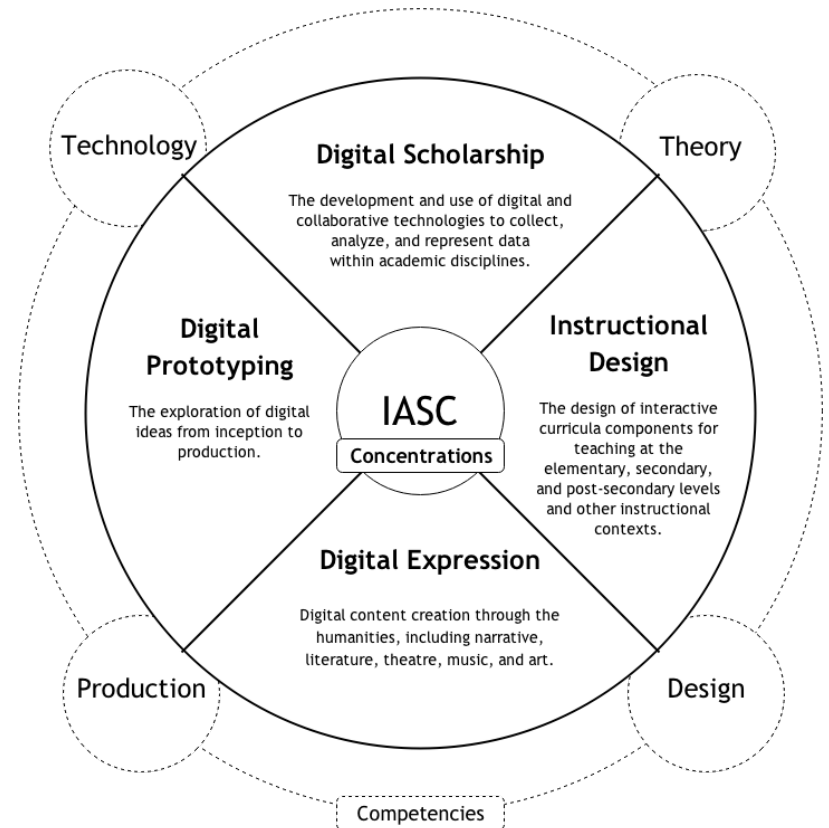 Technology
Theory
Digital Scholarship
The development and use of digital and
collaborative technologies to collect,
analyze, and represent data
within academic disciplines.
Digital
Prototyping
The exploration of digital
ideas from inception to
production.
IASC
Concentrations
Instructional
Design
The design of interactive
curricula components for
teaching at the
elementary, secondary,
and post-secondary levels
and other instructional
contexts.
Digital Expression
Digital content creation through the
humanities, including narrative,
literature, theatre, music, and art.
Production
Design
Competencies